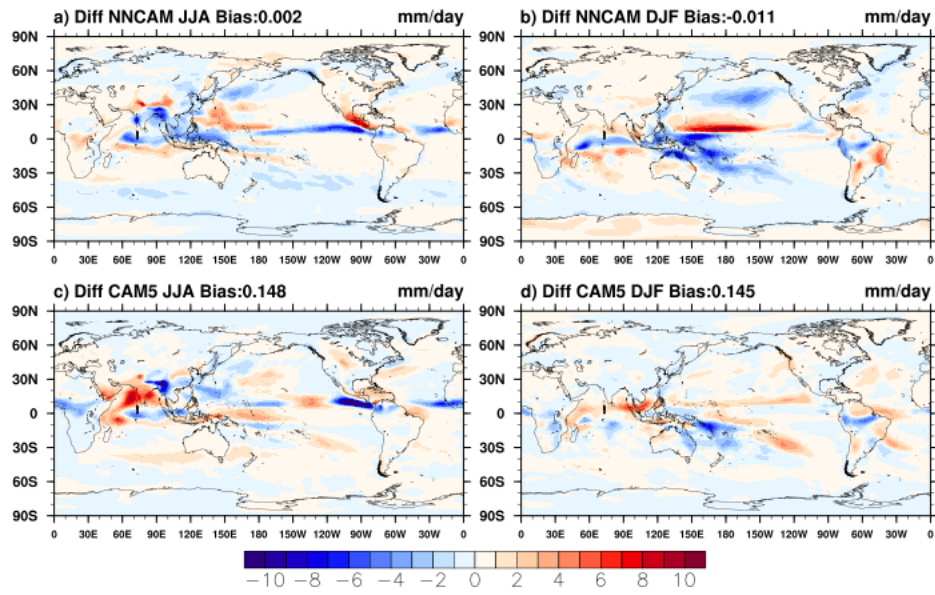 a) Diff NNCAM JJA Bias:0.002 mm/day
b) Diff NNCAM DJF Bias:-0.011 mm/day
90N
60N
30N
0
30S
60S
90S
0 30E 60E 90E 120E 150E 180 150W 120W 90W 60W 30W 0
90N
60N
30N
0
30S
60S
90S
0 30E 60E 90E 120E 150E 180 150W 120W 90W 60W 30W 0
c) Diff CAM5 JJA Bias:0.148 mm/day
d) Diff CAM5 DJF Bias:0.145 mm/day
90N
60N
30N
0
30S
60S
90S
0 30E 60E 90E 120E 150E 180 150W 120W 90W 60W 30W 0
90N
60N
30N
0
30S
60S
90S
0 30E 60E 90E 120E 150E 180 150W 120W 90W 60W 30W 0
−10 −8 −6 −4 −2 0 2 4 6 8 10